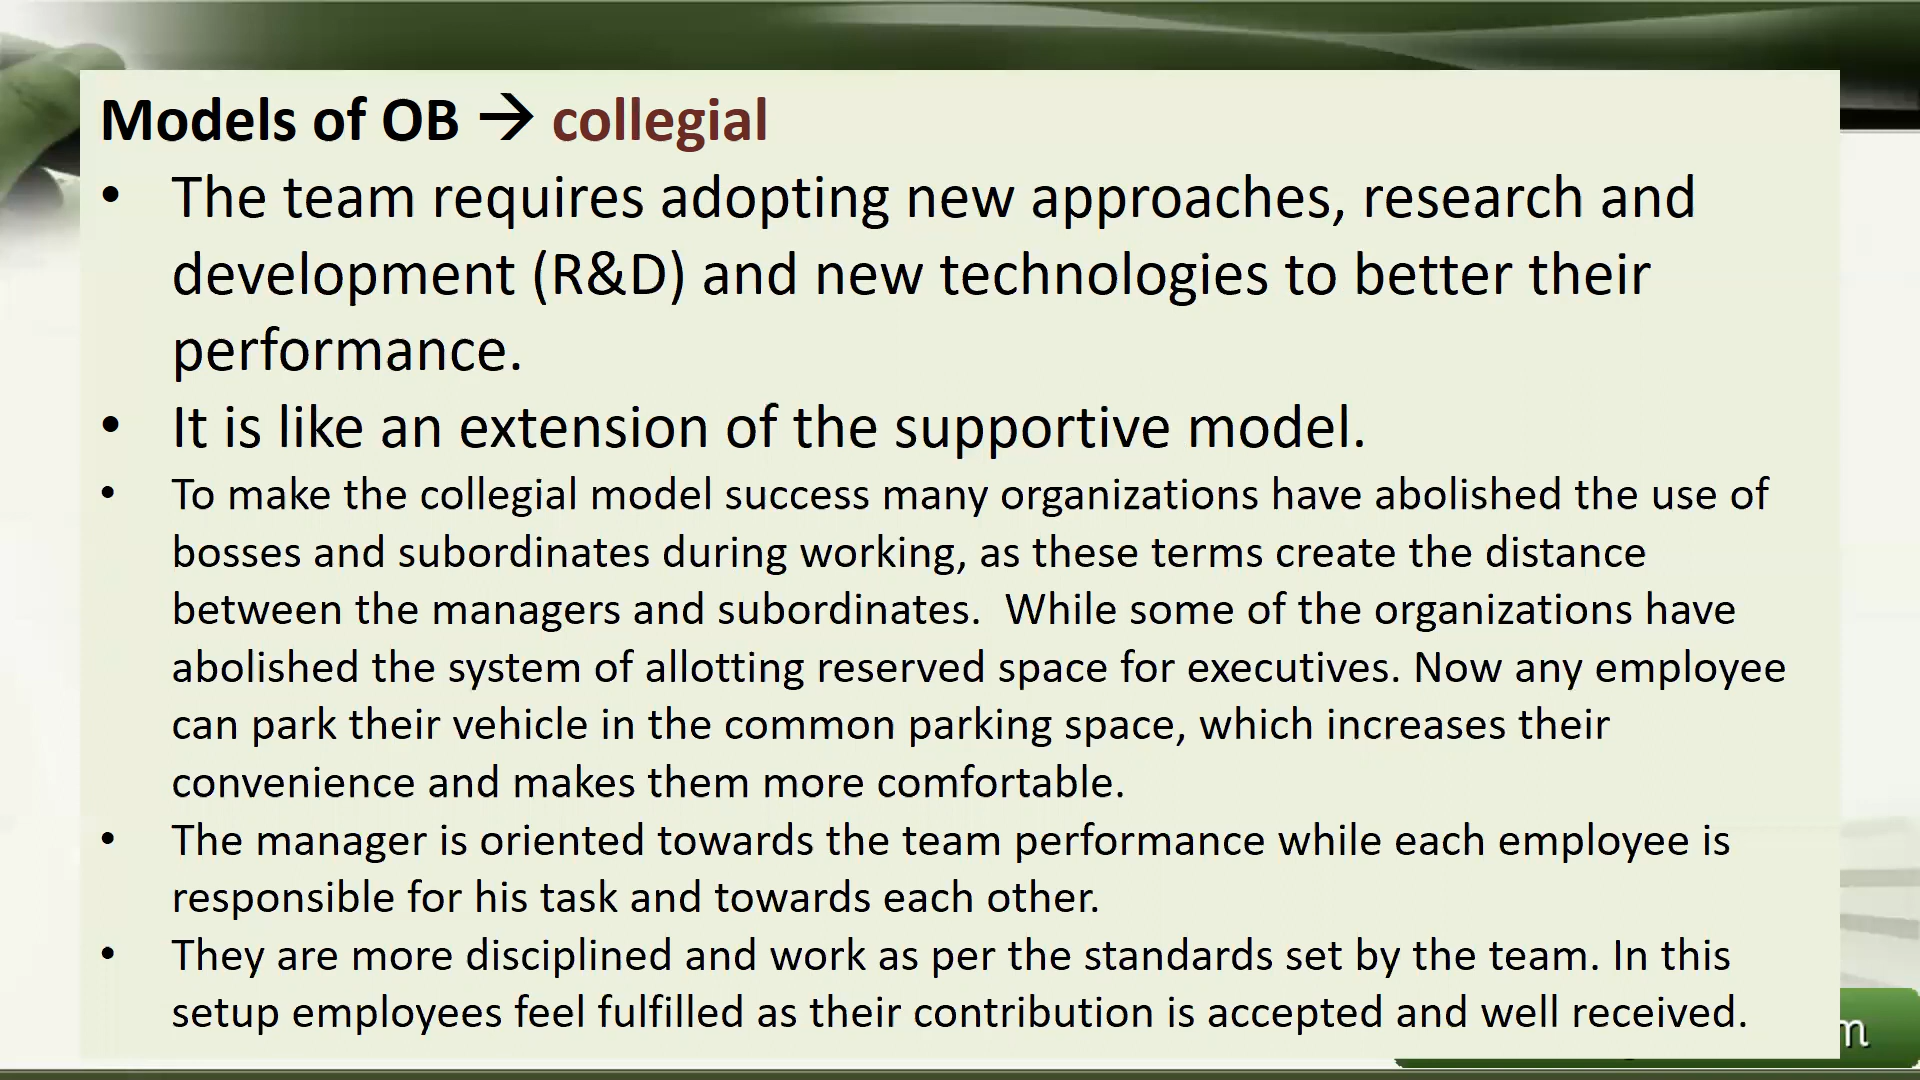 Models of OB → collegial
• The team requires adopting new approaches, research and
development (R&D) and new technologies to better their
performance.
• It is like an extension of the supportive model.
• To make the collegial model success many organizations have abolished the use of
bosses and subordinates during working, as these terms create the distance
between the managers and subordinates.  While some of the organizations have
abolished the system of allotting reserved space for executives. Now any employee
can park their vehicle in the common parking space, which increases their
convenience and makes them more comfortable.
• The manager is oriented towards the team performance while each employee is
responsible for his task and towards each other.
• They are more disciplined and work as per the standards set by the team. In this
setup employees feel fulfilled as their contribution is accepted and well received.